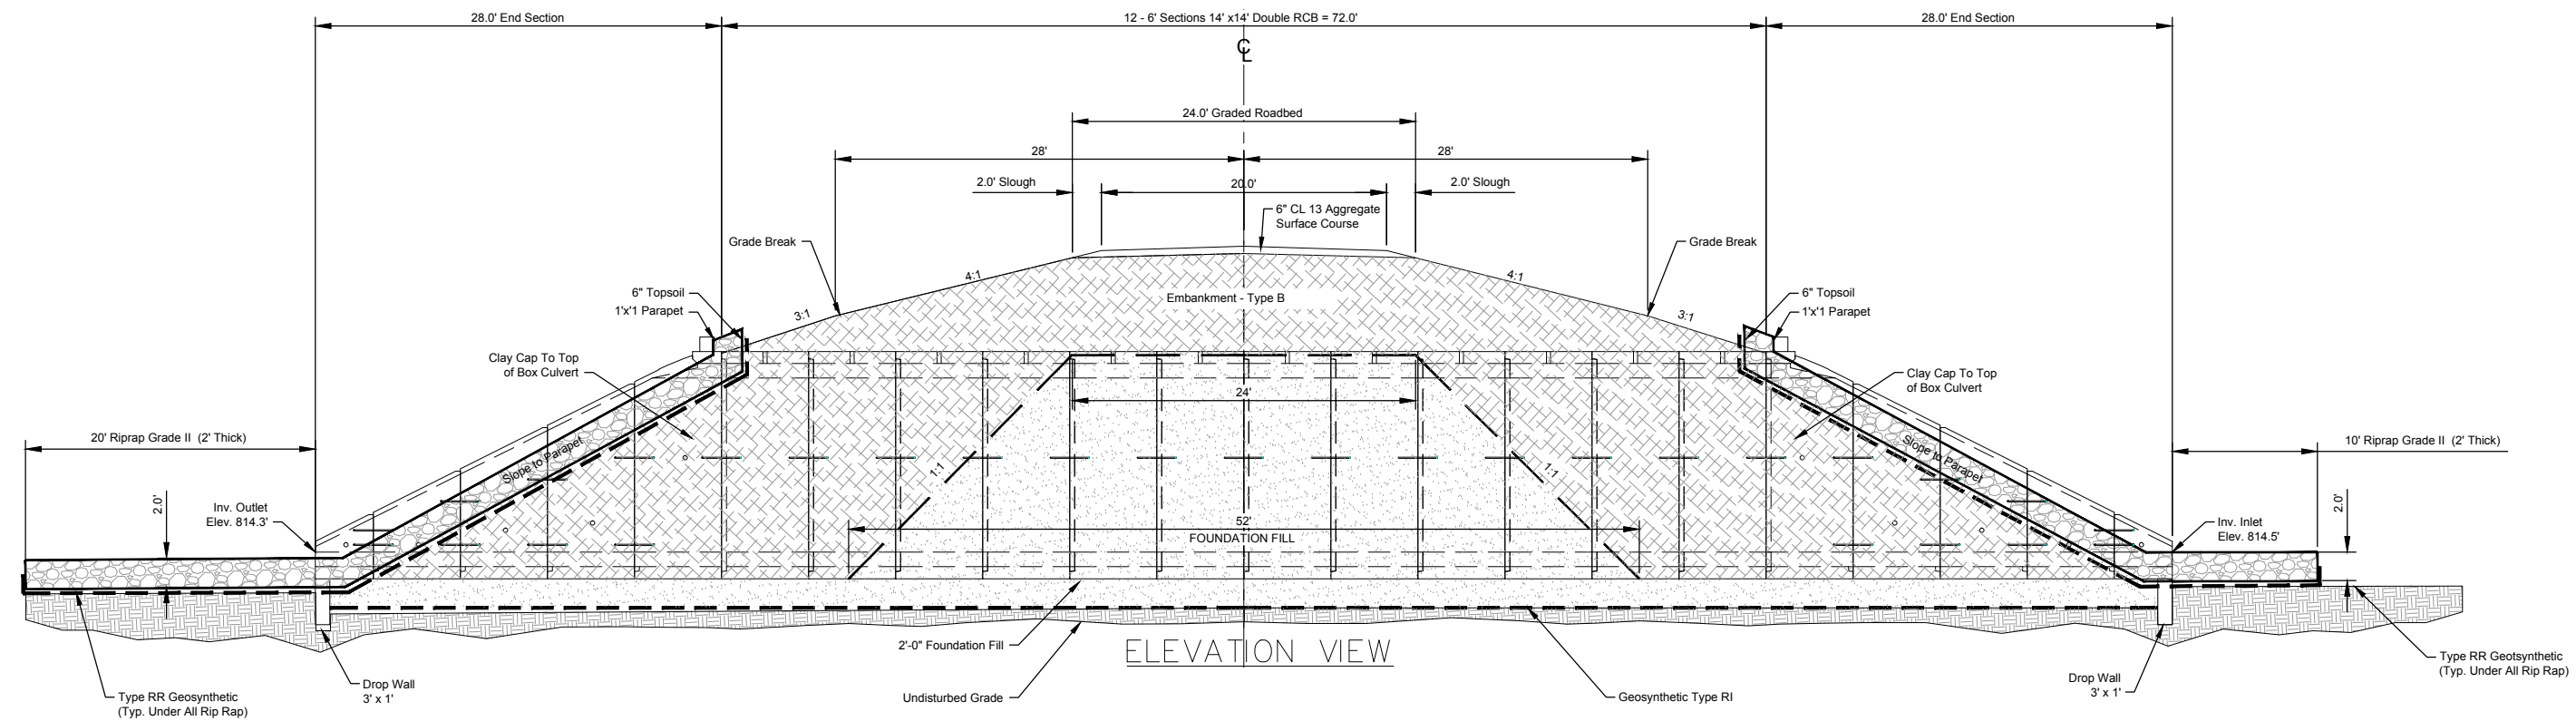 28.0' End Section
12 - 6' Sections 14' x14' Double RCB = 72.0'
28.0' End Section
24.0' Graded Roadbed
28'
28'
2.0' Slough
20.0'
2.0' Slough
6" CL 13 Aggregate
Surface Course
Grade Break
Grade Break
4:1
4:1
Embankment - Type B
6" Topsoil
1'x'1 Parapet
3:1
3:1
6" Topsoil
1'x'1 Parapet
Clay Cap To Top
of Box Culvert
Clay Cap To Top
of Box Culvert
24'
20' Riprap Grade II (2' Thick)
Slope to Parapet
1:1
1:1
Slope to Parapet
10' Riprap Grade II (2' Thick)
2.0'
Inv. Outlet
Elev. 814.3'
52'
FOUNDATION FILL
Inv. Inlet
Elev. 814.5'
2.0'
2'-0" Foundation Fill
ELEVATION VIEW
Type RR Geosynthetic
(Typ. Under All Rip Rap)
Drop Wall
3' x 1'
Undisturbed Grade
Geosynthetic Type RI
Drop Wall
3' x 1'
Type RR Geosynthetic
(Typ. Under All Rip Rap)